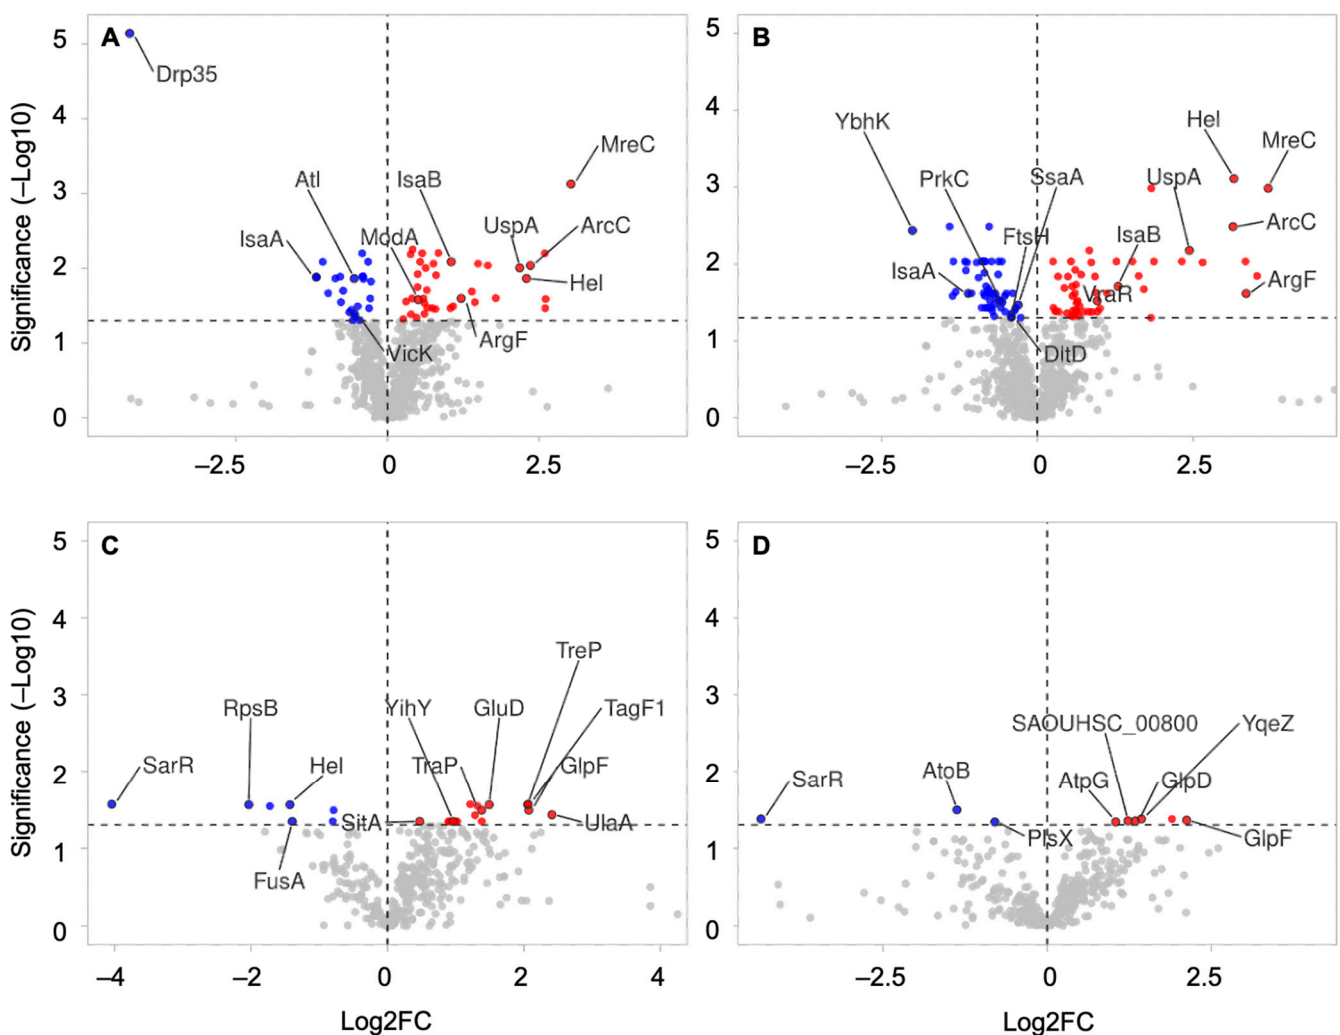 A
5
4
3
2
1
0
Significance (–Log10)
Drp35
MreC
Atl
IsaB
IsaA
ModA
UspA
ArcC
Hel
VicK
ArgF
–2.5
0
2.5
B
5
4
3
2
1
0
YbhK
Hel
MreC
PrkC
SsaA
UspA
ArcC
FtsH
IsaB
IsaA
VraR
ArgF
DltD
–2.5
0
2.5
C
5
4
3
2
1
0
Significance (–Log10)
TreP
RpsB
YihY
GluD
TagF1
SarR
Hel
TraP
GlpF
SitA
UlaA
FusA
–4
–2
0
2
4
Log2FC
D
5
4
3
2
1
0
SAOUHSC_00800
YqeZ
SarR
AtoB
AtpG
GlpD
PlsX
GlpF
–2.5
0
2.5
Log2FC